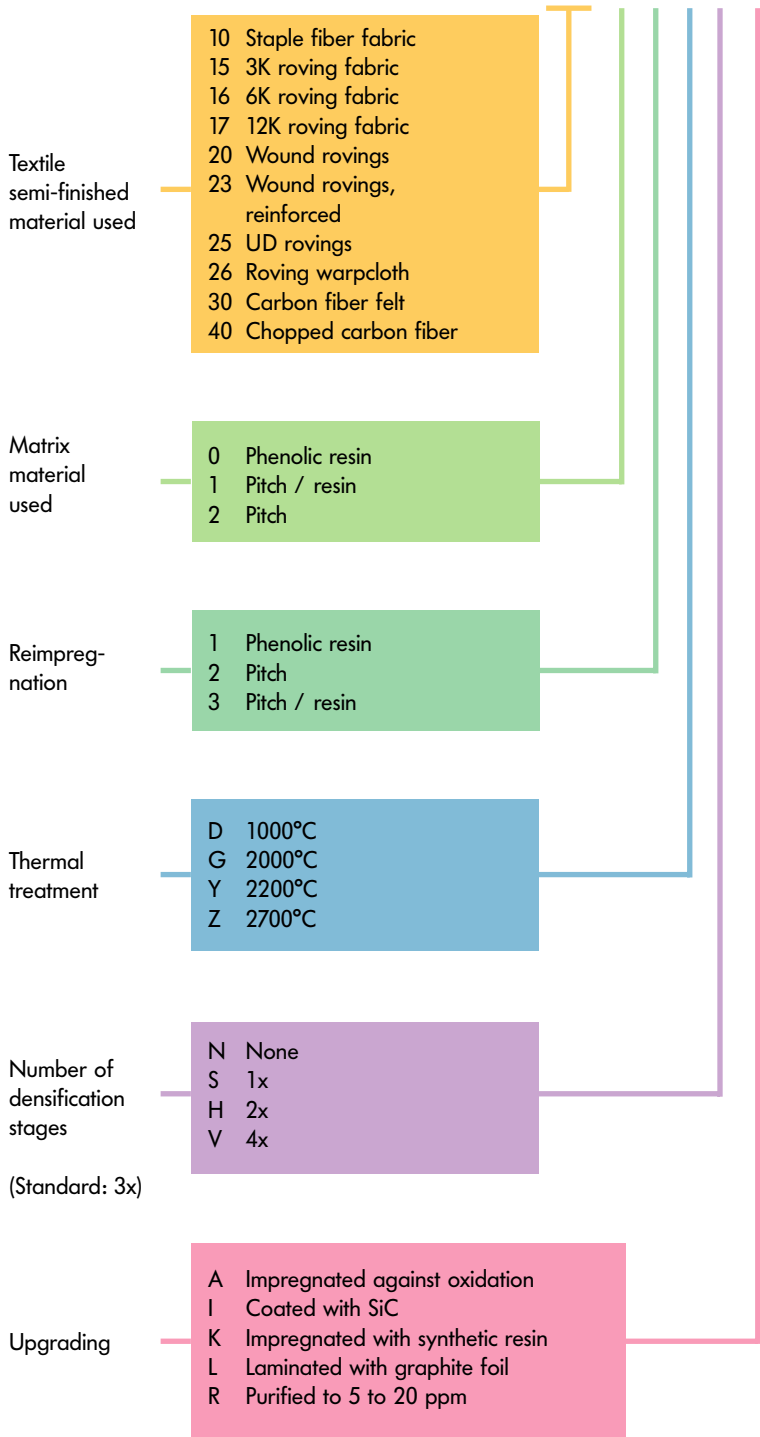 Textile
semi-finished
material used
10 Staple fiber fabric
15 3K roving fabric
16 6K roving fabric
17 12K roving fabric
20 Wound rovings
23 Wound rovings,
reinforced
25 UD rovings
26 Roving warpcloth
30 Carbon fiber felt
40 Chopped carbon fiber
Matrix
material
used
0 Phenolic resin
1 Pitch / resin
2 Pitch
Reimpreg-
nation
1 Phenolic resin
2 Pitch
3 Pitch / resin
Thermal
treatment
D 1000°C
G 2000°C
Y 2200°C
Z 2700°C
Number of
densification
stages
(Standard: 3x)
N None
S 1x
H 2x
V 4x
Upgrading
A Impregnated against oxidation
I Coated with SiC
K Impregnated with synthetic resin
L Laminated with graphite foil
R Purified to 5 to 20 ppm